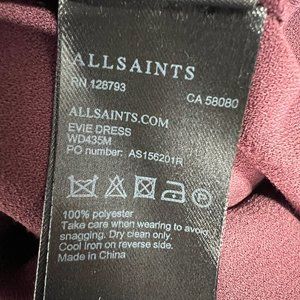 ALLSAINTS
RN 128793 CA 58080
ALLSAINTS.COM
EVIE DRESS
WD435M
PO number: AS156201R
100% polyester
Take care when wearing to avoid
snagging. Dry clean only.
Cool Iron on reverse side.
Made in China